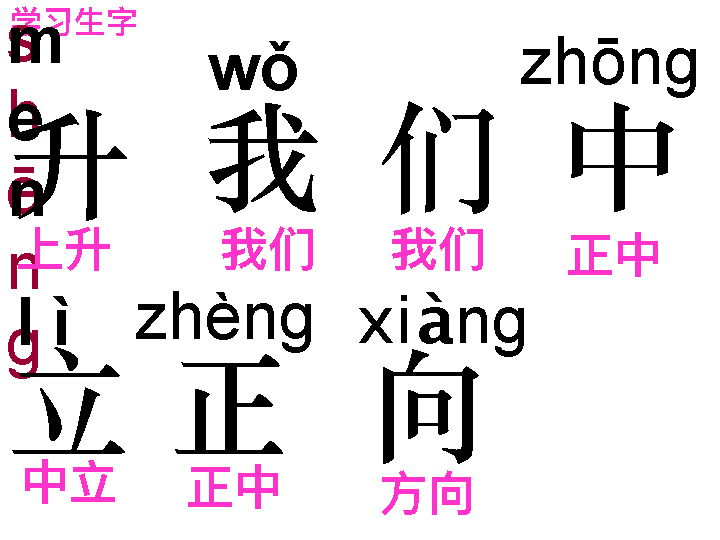 学习生字
shēng
men
wǒ
zhōng
升 我 们 中
上升 我们 我们 正中
lì zhèng xiàng
立 正 向
中立 正中 方向